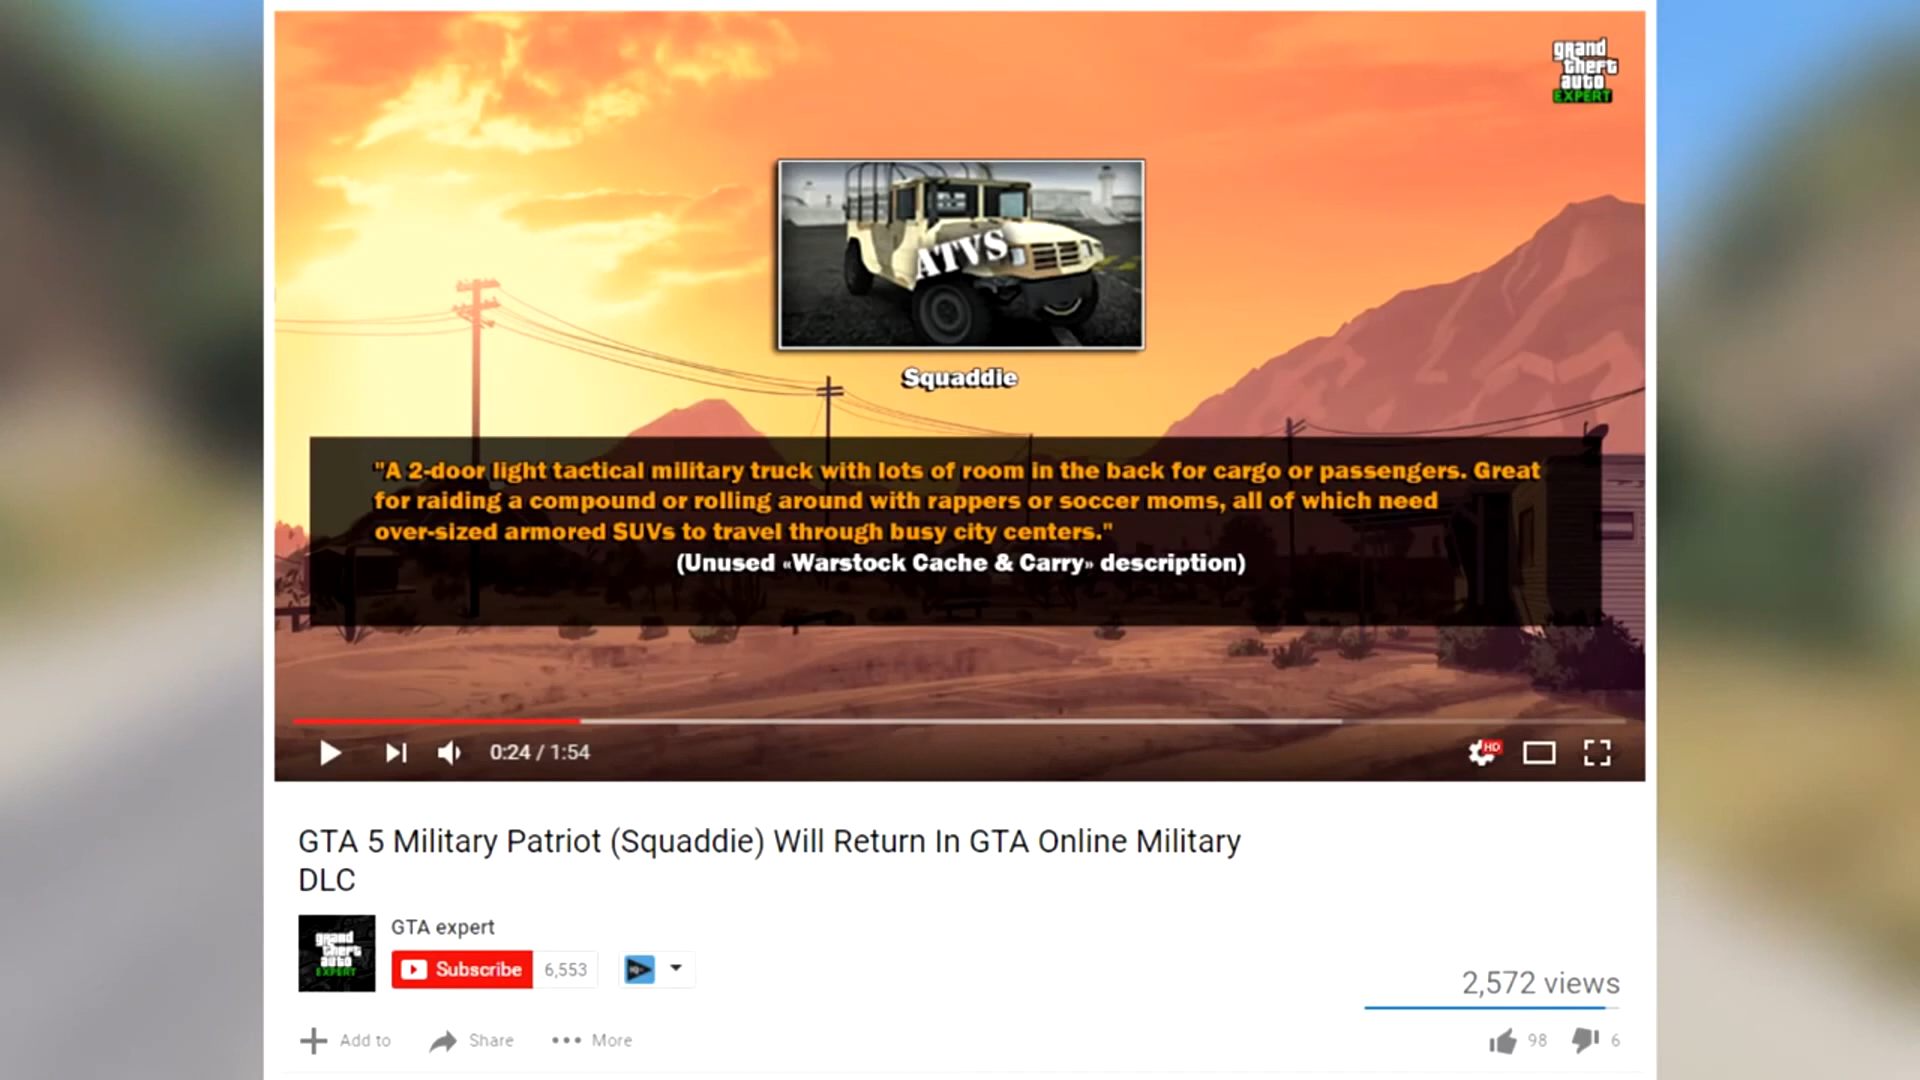 grand
theft
auto
EXPERT
ATVS
Squaddie
"A 2-door light tactical military truck with lots of room in the back for cargo or passengers. Great
for raiding a compound or rolling around with rappers or soccer moms, all of which need
over-sized armored SUVs to travel through busy city centers."
(Unused «Warstock Cache & Carry» description)
0:24 / 1:54
HD
GTA 5 Military Patriot (Squaddie) Will Return In GTA Online Military
DLC
grand
theft
auto
EXPERT
GTA expert
Subscribe 6,553
2,572 views
Add to Share More
98 6